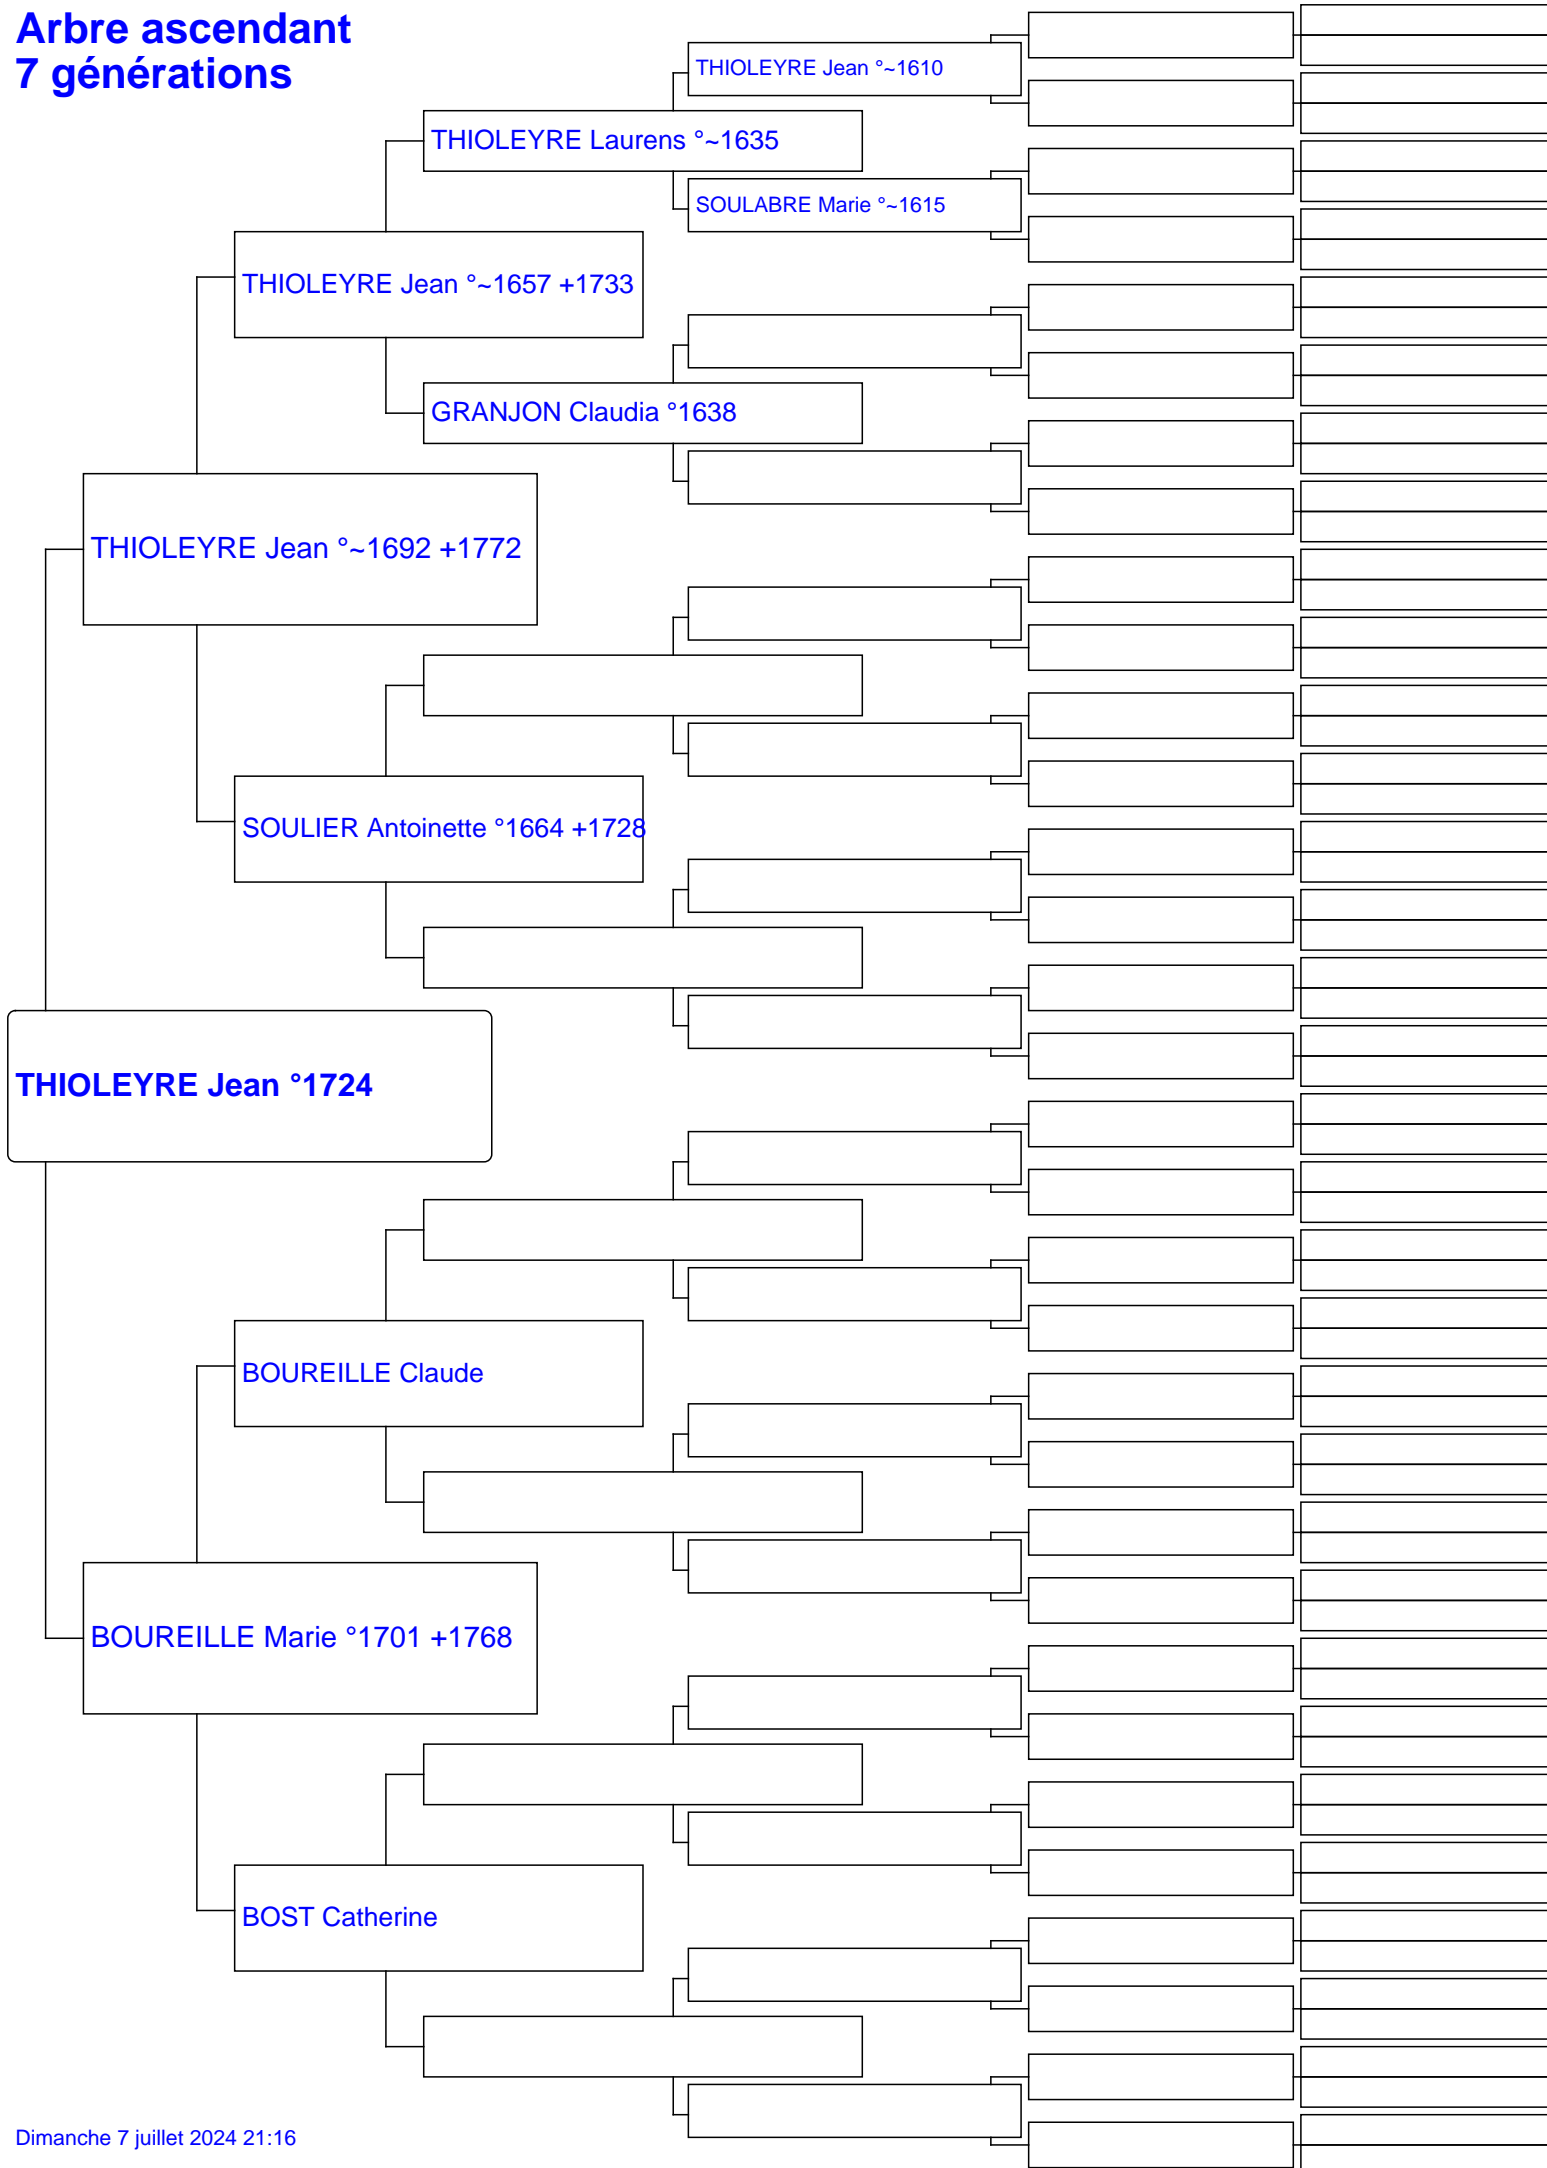 Arbre ascendant
7 générations
THIOLEYRE Jean °~1610
THIOLEYRE Laurens °~1635
SOULABRE Marie °~1615
THIOLEYRE Jean °~1657 +1733
GRANJON Claudia °1638
THIOLEYRE Jean °~1692 +1772
SOULIER Antoinette °1664 +1728
THIOLEYRE Jean °1724
BOUREILLE Claude
BOUREILLE Marie °1701 +1768
BOST Catherine
Dimanche 7 juillet 2024 21:16